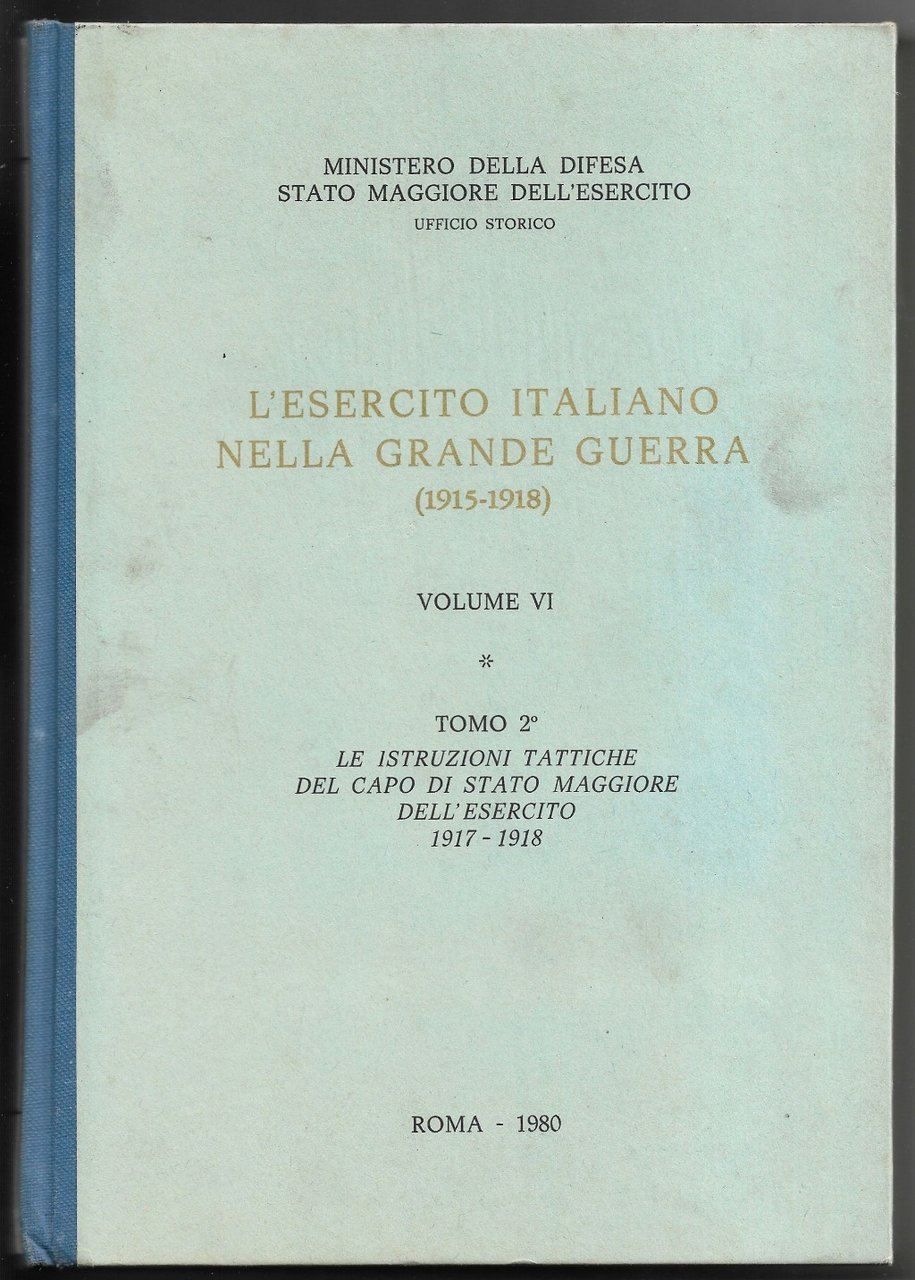 MINISTERO DELLA DIFESA
STATO MAGGIORE DELL'ESERCITO
UFFICIO STORICO
L'ESERCITO ITALIANO
NELLA GRANDE GUERRA
(1915-1918)
VOLUME VI
*
TOMO 2°
LE ISTRUZIONI TATTICHE
DEL CAPO DI STATO MAGGIORE
DELL'ESERCITO
1917 - 1918
ROMA - 1980